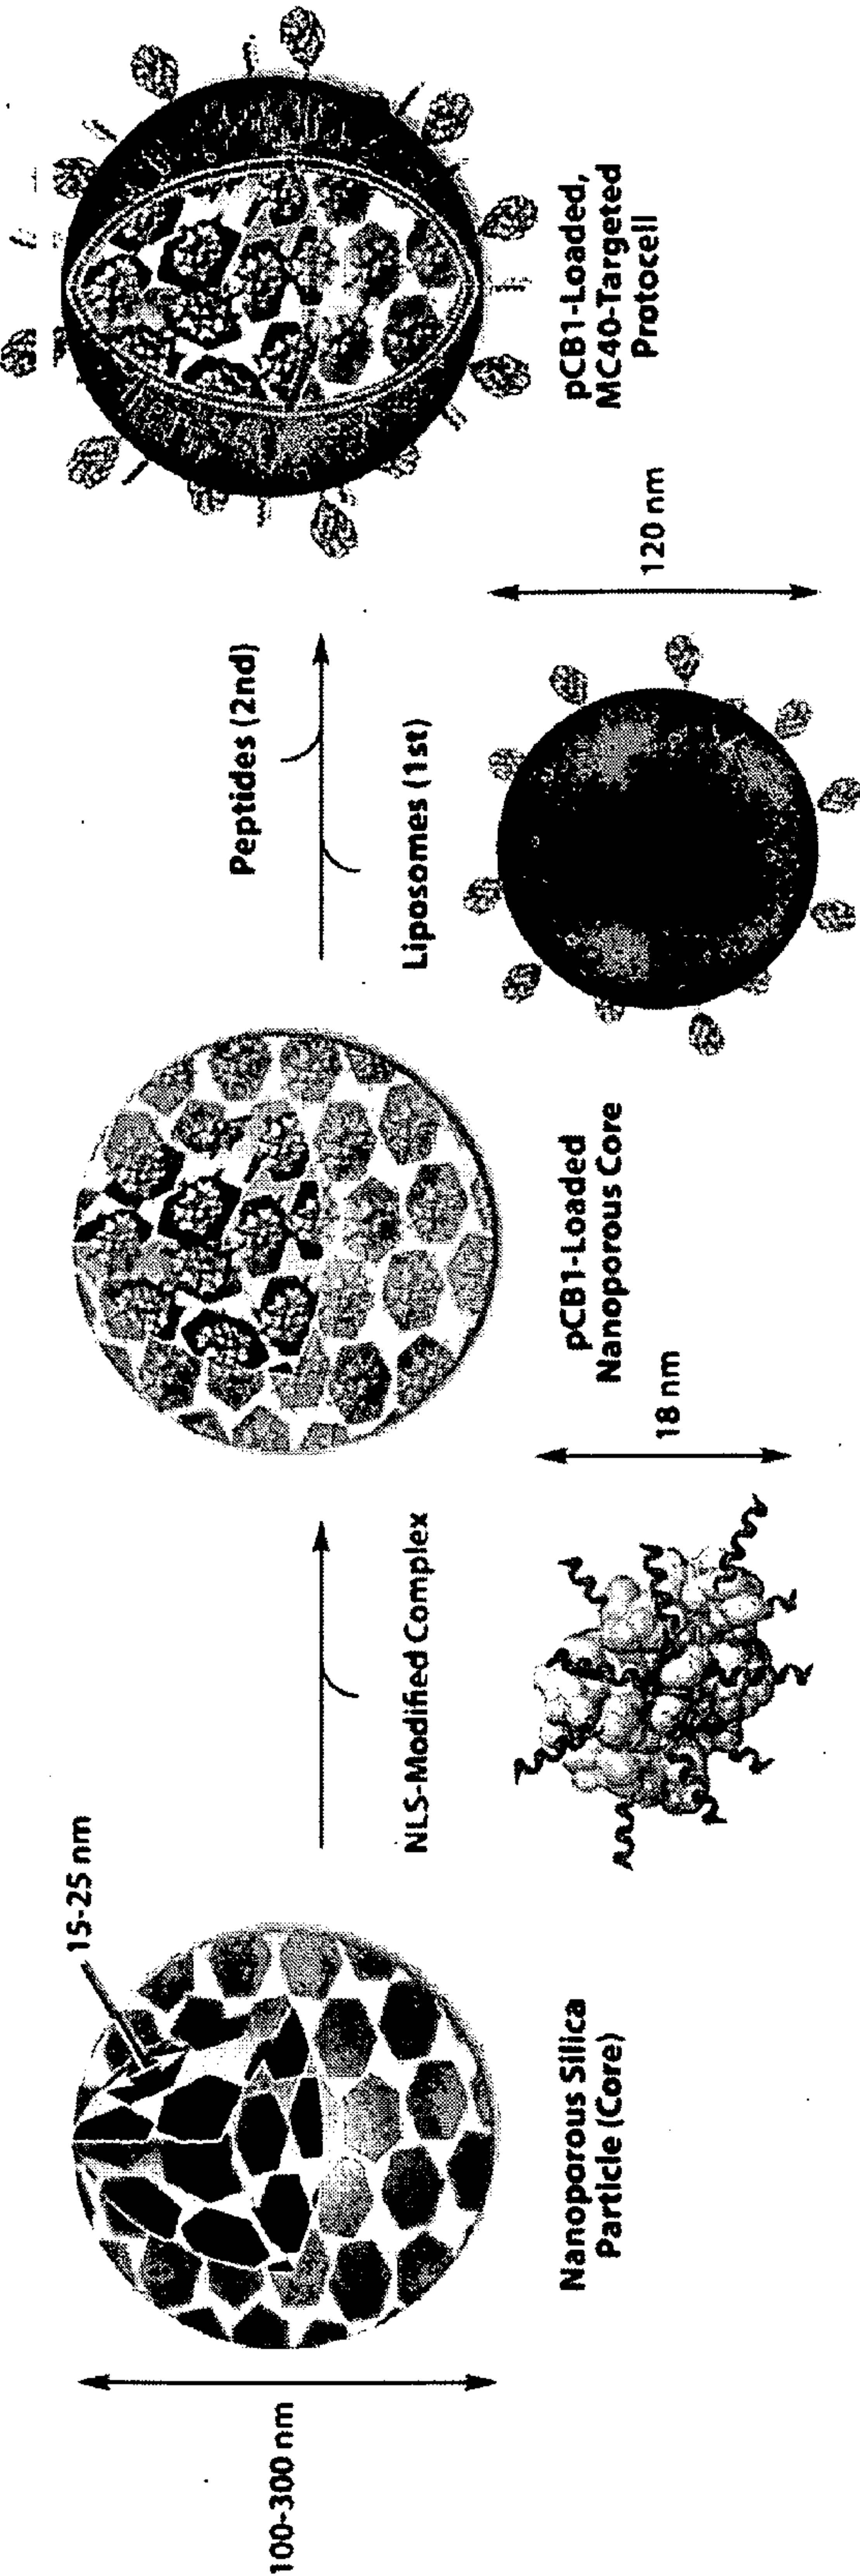 100-300 nm
15-25 nm
Nanoporous Silica
Particle (Core)
NLS-Modified Complex
18 nm
pCB1-Loaded
Nanoporous Core
Peptides (2nd)
Liposomes (1st)
120 nm
pCB1-Loaded,
MC40-Targeted
Protocell